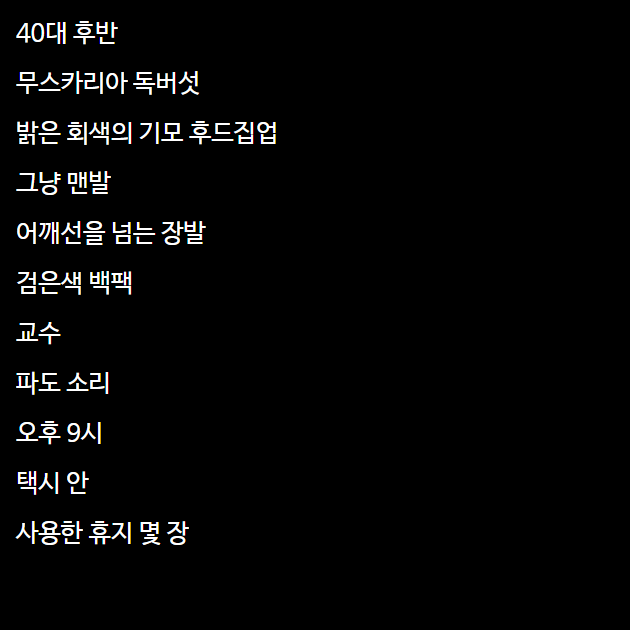 40대 후반
무스카리아 독버섯
밝은 회색의 기모 후드집업
그냥 맨발
어깨선을 넘는 장발
검은색 백팩
교수
파도 소리
오후 9시
택시 안
사용한 휴지 몇 장